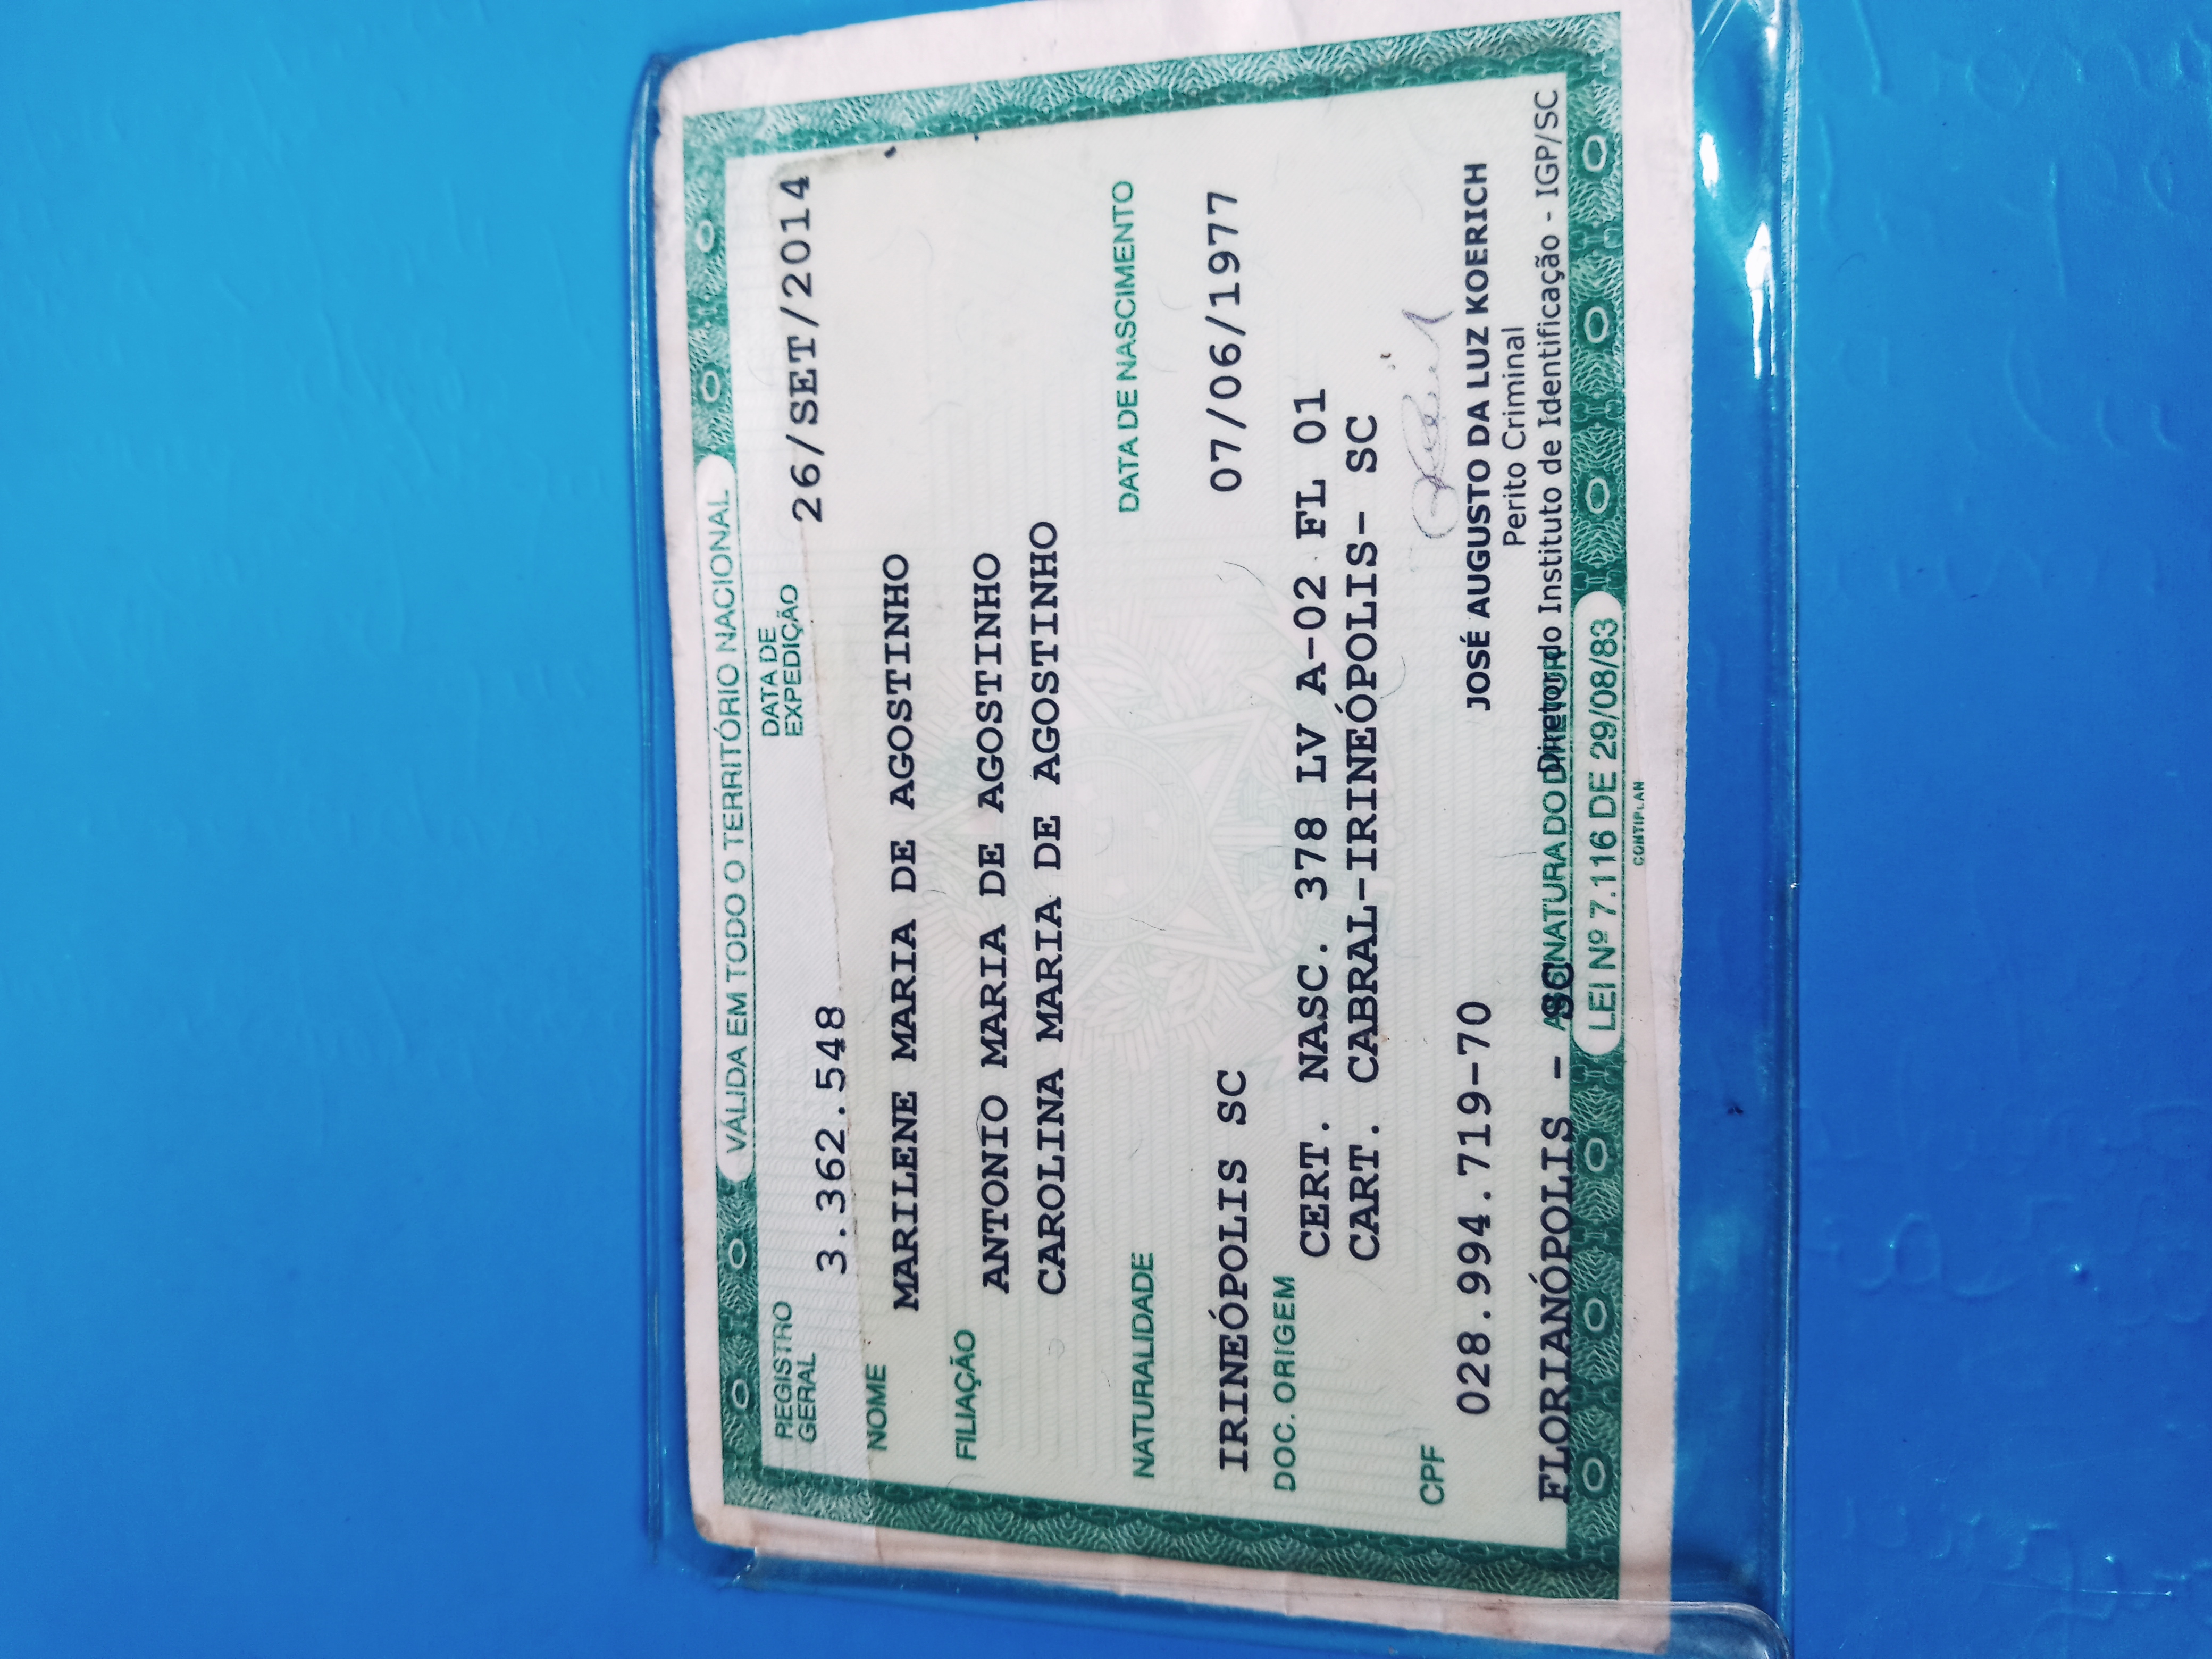 VÁLIDA EM TODO O TERRITÓRIO NACIONAL
REGISTRO GERAL 3.362.548 DATA DE EXPEDIÇÃO 26/SET/2014
NOME MARILENE MARIA DE AGOSTINHO
FILIAÇÃO ANTONIO MARIA DE AGOSTINHO
CAROLINA MARIA DE AGOSTINHO
NATURALIDADE DATA DE NASCIMENTO
IRINEÓPOLIS SC 07/06/1977
DOC. ORIGEM CERT. NASC. 378 LV A-02 FL 01
CART. CABRAL-IRINEÓPOLIS- SC
CPF 028.994.719-70
JOSÉ AUGUSTO DA LUZ KOERICH
Perito Criminal
FLORIANÓPOLIS - SC ASSINATURA DO DIRETOR Diretor do Instituto de Identificação - IGP/SC
LEI Nº 7.116 DE 29/08/83
CONTIPLAN